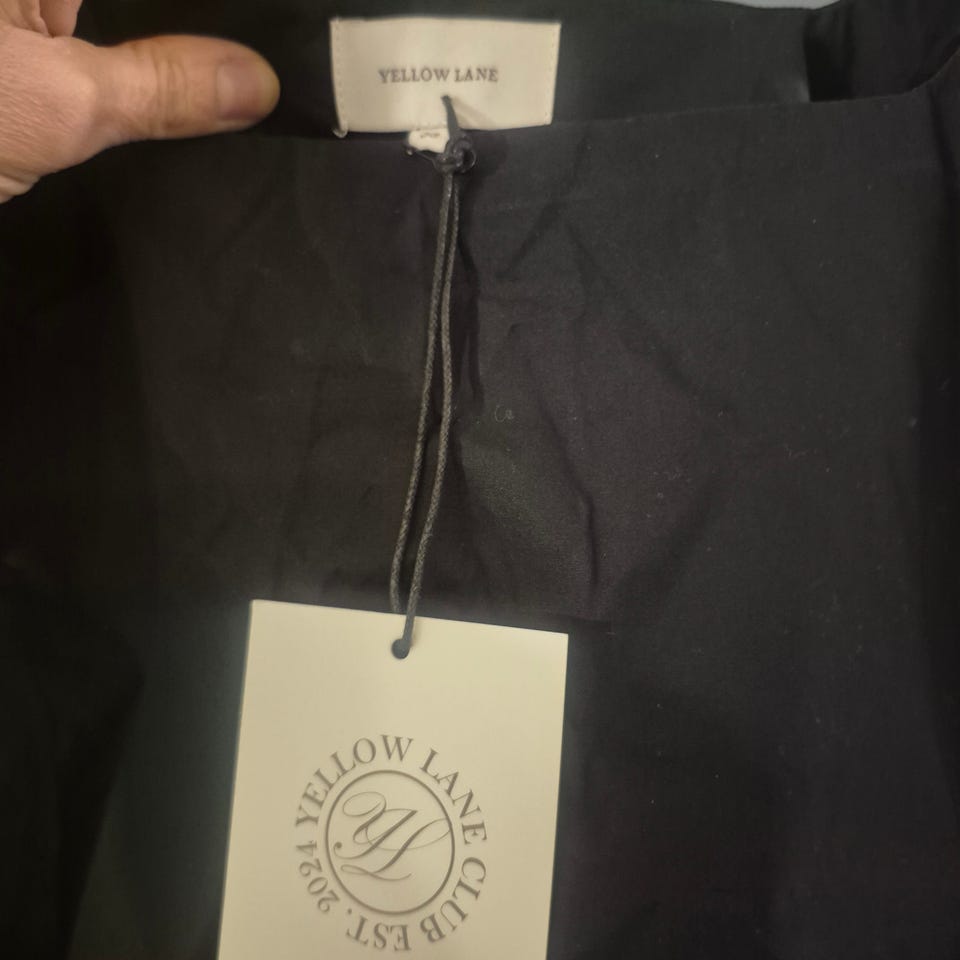 YELLOW LANE
YELLOW LANE CLUB EST. 2024
YL